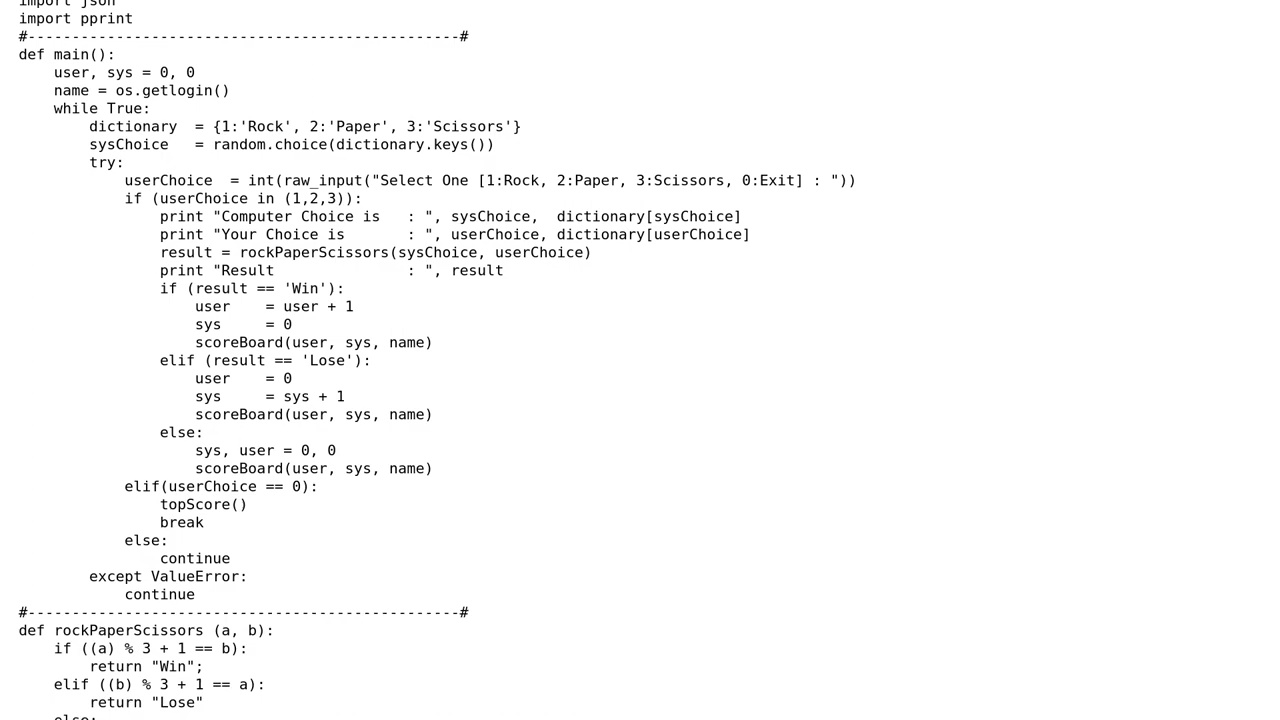 import json
import pprint
#-------------------------------------------------#
def main():
    user, sys = 0, 0
    name = os.getlogin()
    while True:
        dictionary  = {1:'Rock', 2:'Paper', 3:'Scissors'}
        sysChoice   = random.choice(dictionary.keys())
        try:
            userChoice  = int(raw_input("Select One [1:Rock, 2:Paper, 3:Scissors, 0:Exit] : "))
            if (userChoice in (1,2,3)):
                print "Computer Choice is   : ", sysChoice,  dictionary[sysChoice]
                print "Your Choice is       : ", userChoice, dictionary[userChoice]
                result = rockPaperScissors(sysChoice, userChoice)
                print "Result               : ", result
                if (result == 'Win'):
                    user    = user + 1
                    sys     = 0
                    scoreBoard(user, sys, name)
                elif (result == 'Lose'):
                    user    = 0
                    sys     = sys + 1
                    scoreBoard(user, sys, name)
                else:
                    sys, user = 0, 0
                    scoreBoard(user, sys, name)
            elif(userChoice == 0):
                topScore()
                break
            else:
                continue
        except ValueError:
            continue
#-------------------------------------------------#
def rockPaperScissors (a, b):
    if ((a) % 3 + 1 == b):
        return "Win";
    elif ((b) % 3 + 1 == a):
        return "Lose"
    else: